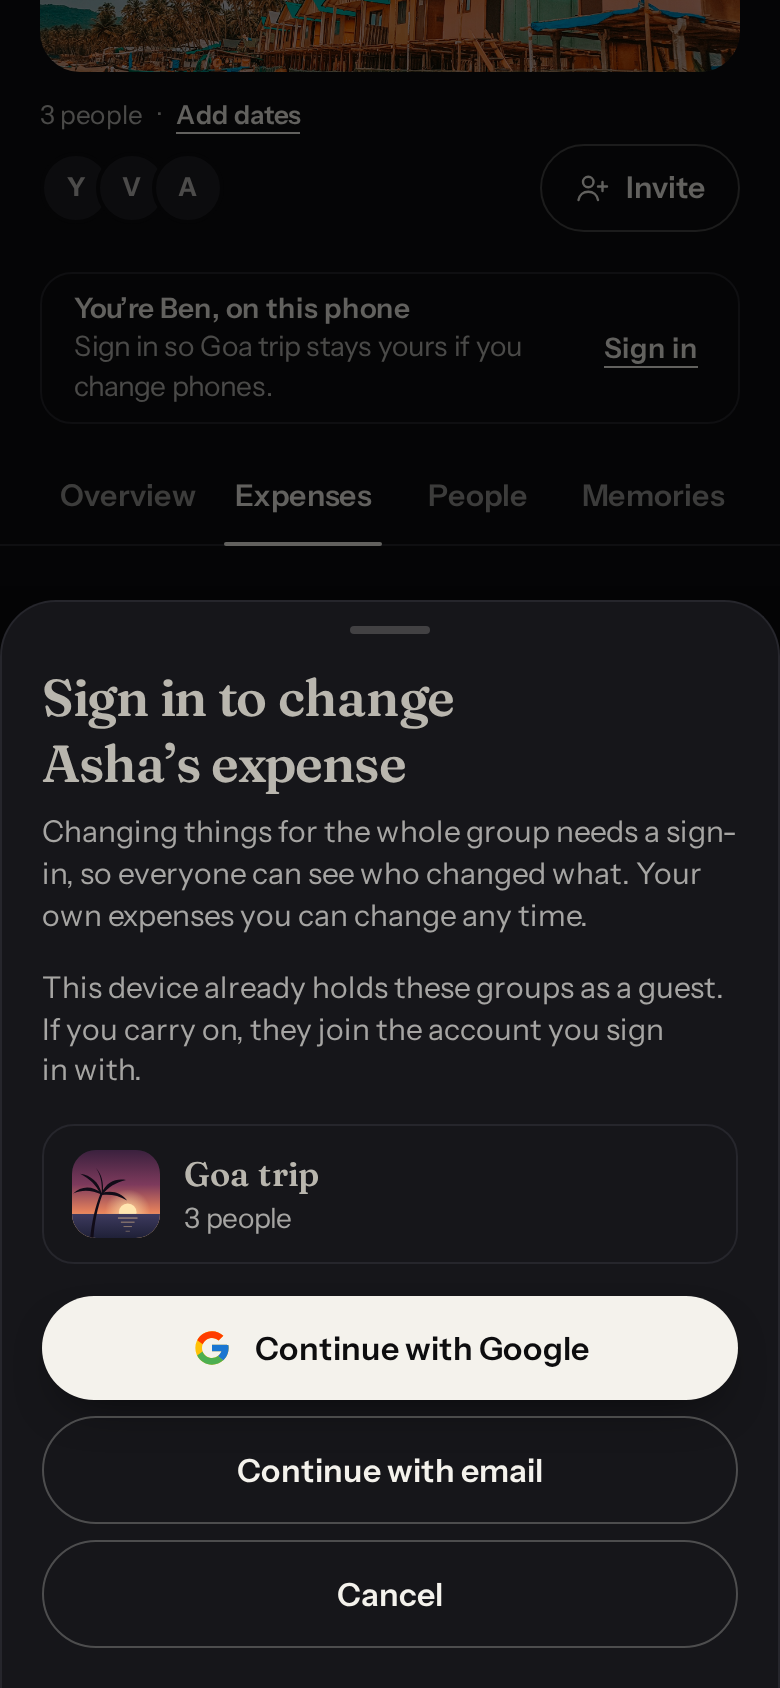 3 people · Add dates
Y V A
Invite
You’re Ben, on this phone
Sign in so Goa trip stays yours if you
change phones.
Sign in
Overview Expenses People Memories
Sign in to change
Asha’s expense
Changing things for the whole group needs a sign-
in, so everyone can see who changed what. Your
own expenses you can change any time.
This device already holds these groups as a guest.
If you carry on, they join the account you sign
in with.
Goa trip
3 people
Continue with Google
Continue with email
Cancel